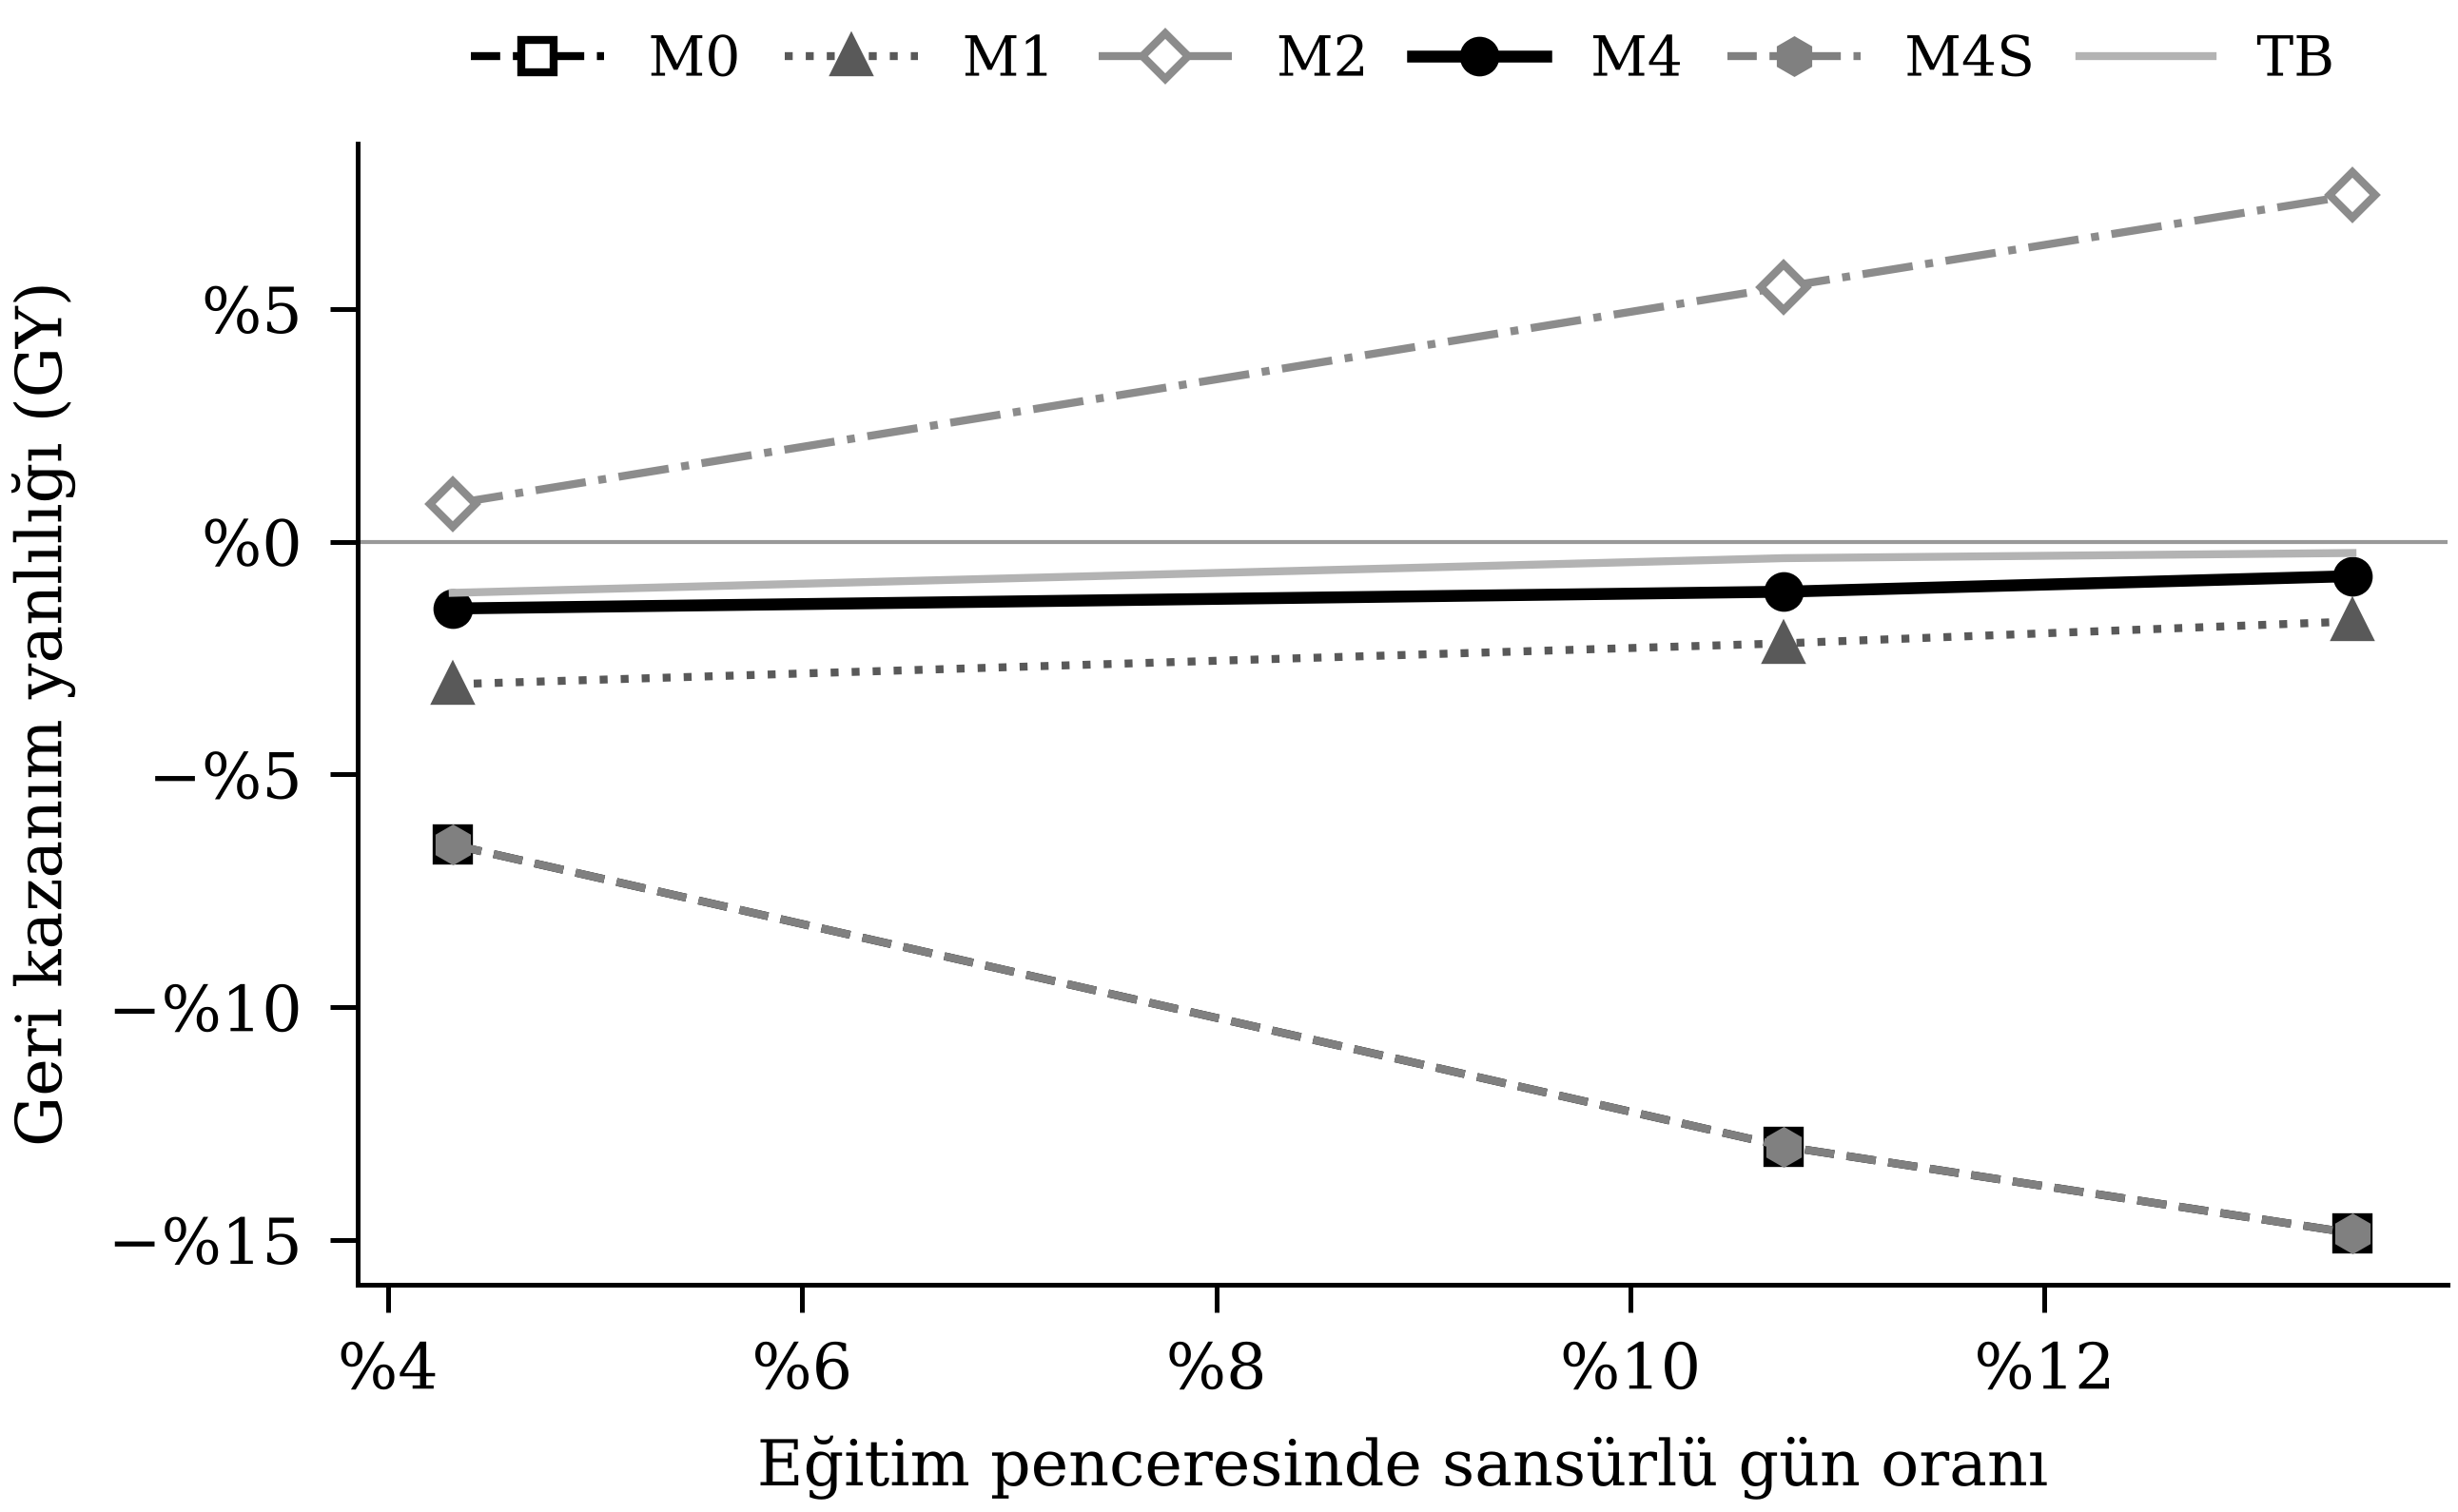 M0 M1 M2 M4 M4S TB
Geri kazanım yanlılığı (GY)
%5
%0
−%5
−%10
−%15
%4 %6 %8 %10 %12
Eğitim penceresinde sansürlü gün oranı